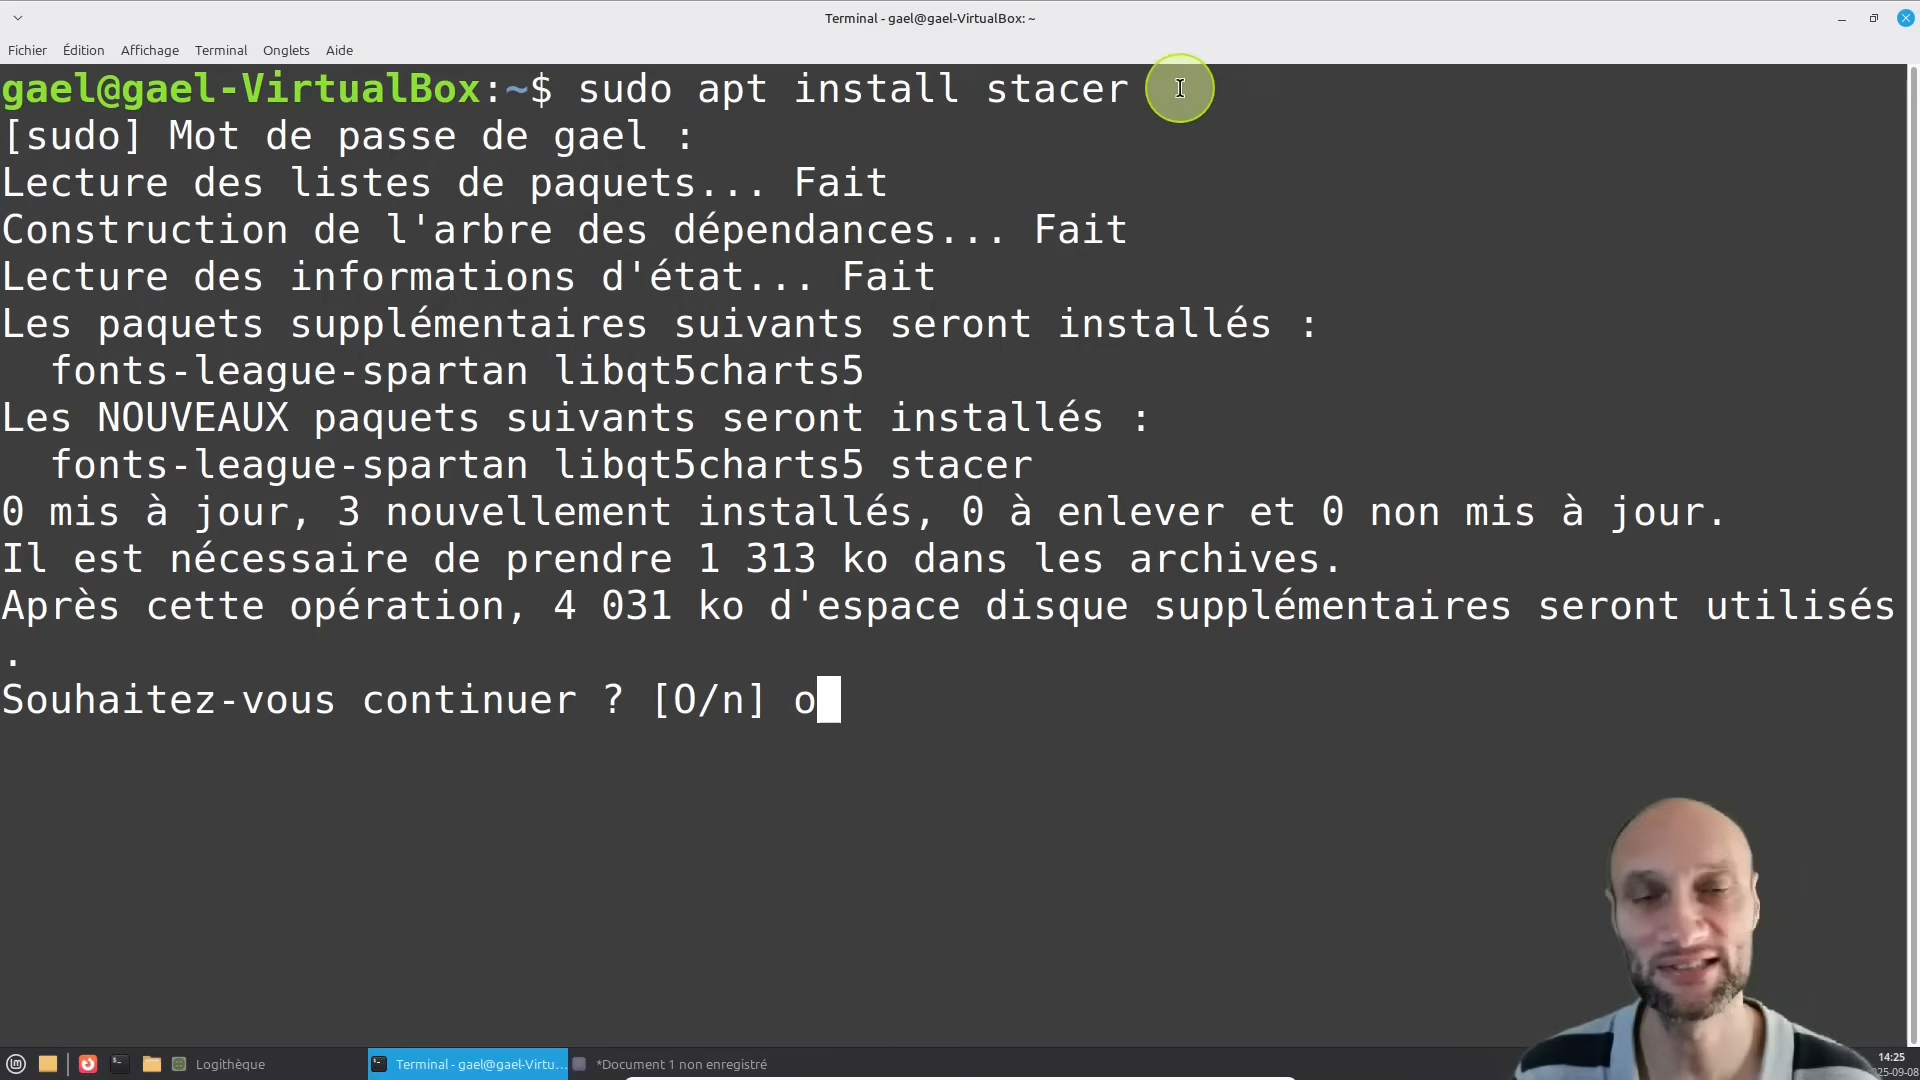 Terminal - gael@gael-VirtualBox: ~
Fichier Édition Affichage Terminal Onglets Aide
gael@gael-VirtualBox:~$ sudo apt install stacer
[sudo] Mot de passe de gael :
Lecture des listes de paquets... Fait
Construction de l'arbre des dépendances... Fait
Lecture des informations d'état... Fait
Les paquets supplémentaires suivants seront installés :
fonts-league-spartan libqt5charts5
Les NOUVEAUX paquets suivants seront installés :
fonts-league-spartan libqt5charts5 stacer
0 mis à jour, 3 nouvellement installés, 0 à enlever et 0 non mis à jour.
Il est nécessaire de prendre 1 313 ko dans les archives.
Après cette opération, 4 031 ko d'espace disque supplémentaires seront utilisés
.
Souhaitez-vous continuer ? [O/n] o
Logithèque Terminal - gael@gael-Virtu... *Document 1 non enregistré 14:25
025-09-08